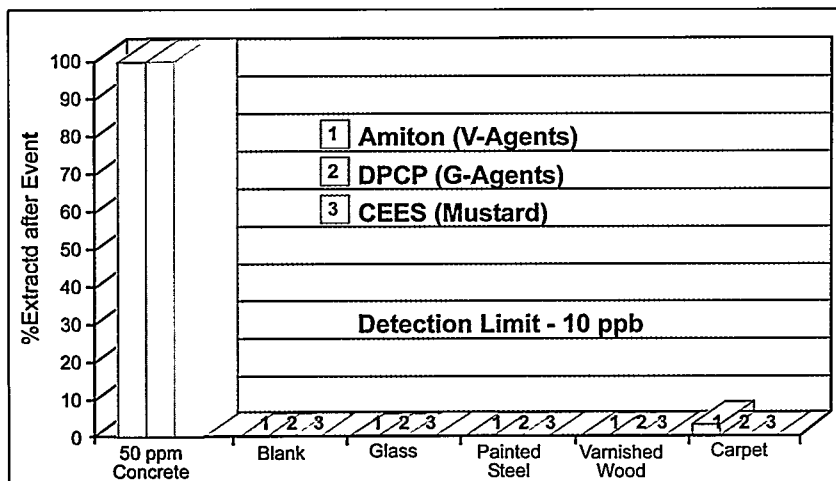 %Extractd after Event
100
90
80
70
60
50
40
30
20
10
0
1 Amiton (V-Agents)
2 DPCP (G-Agents)
3 CEES (Mustard)
Detection Limit - 10 ppb
1 2 3 1 2 3 1 2 3 1 2 3 1 2 3
50 ppm Concrete
Blank
Glass
Painted Steel
Varnished Wood
Carpet